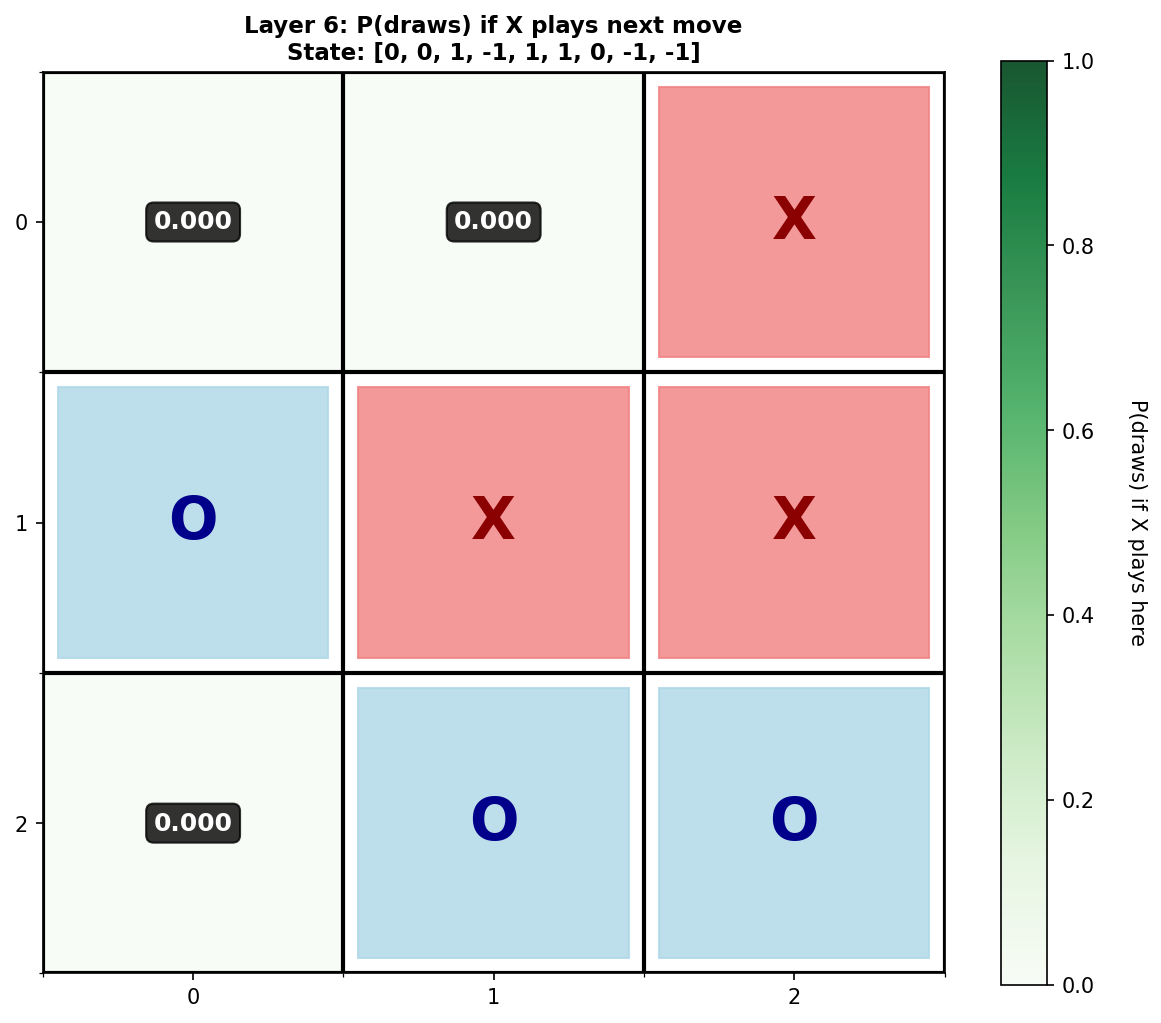 Layer 6: P(draws) if X plays next move
State: [0, 0, 1, -1, 1, 1, 0, -1, -1]
0
0.000
0.000
X
1
O
X
X
2
0.000
O
O
0
1
2
1.0
0.8
0.6
0.4
0.2
0.0
P(draws) if X plays here